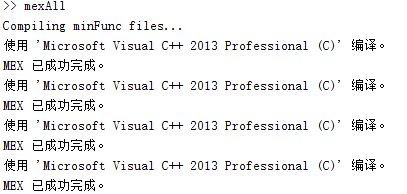 >> mexAll
Compiling minFunc files...
使用 'Microsoft Visual C++ 2013 Professional (C)' 编译。
MEX 已成功完成。
使用 'Microsoft Visual C++ 2013 Professional (C)' 编译。
MEX 已成功完成。
使用 'Microsoft Visual C++ 2013 Professional (C)' 编译。
MEX 已成功完成。
使用 'Microsoft Visual C++ 2013 Professional (C)' 编译。
MEX 已成功完成。